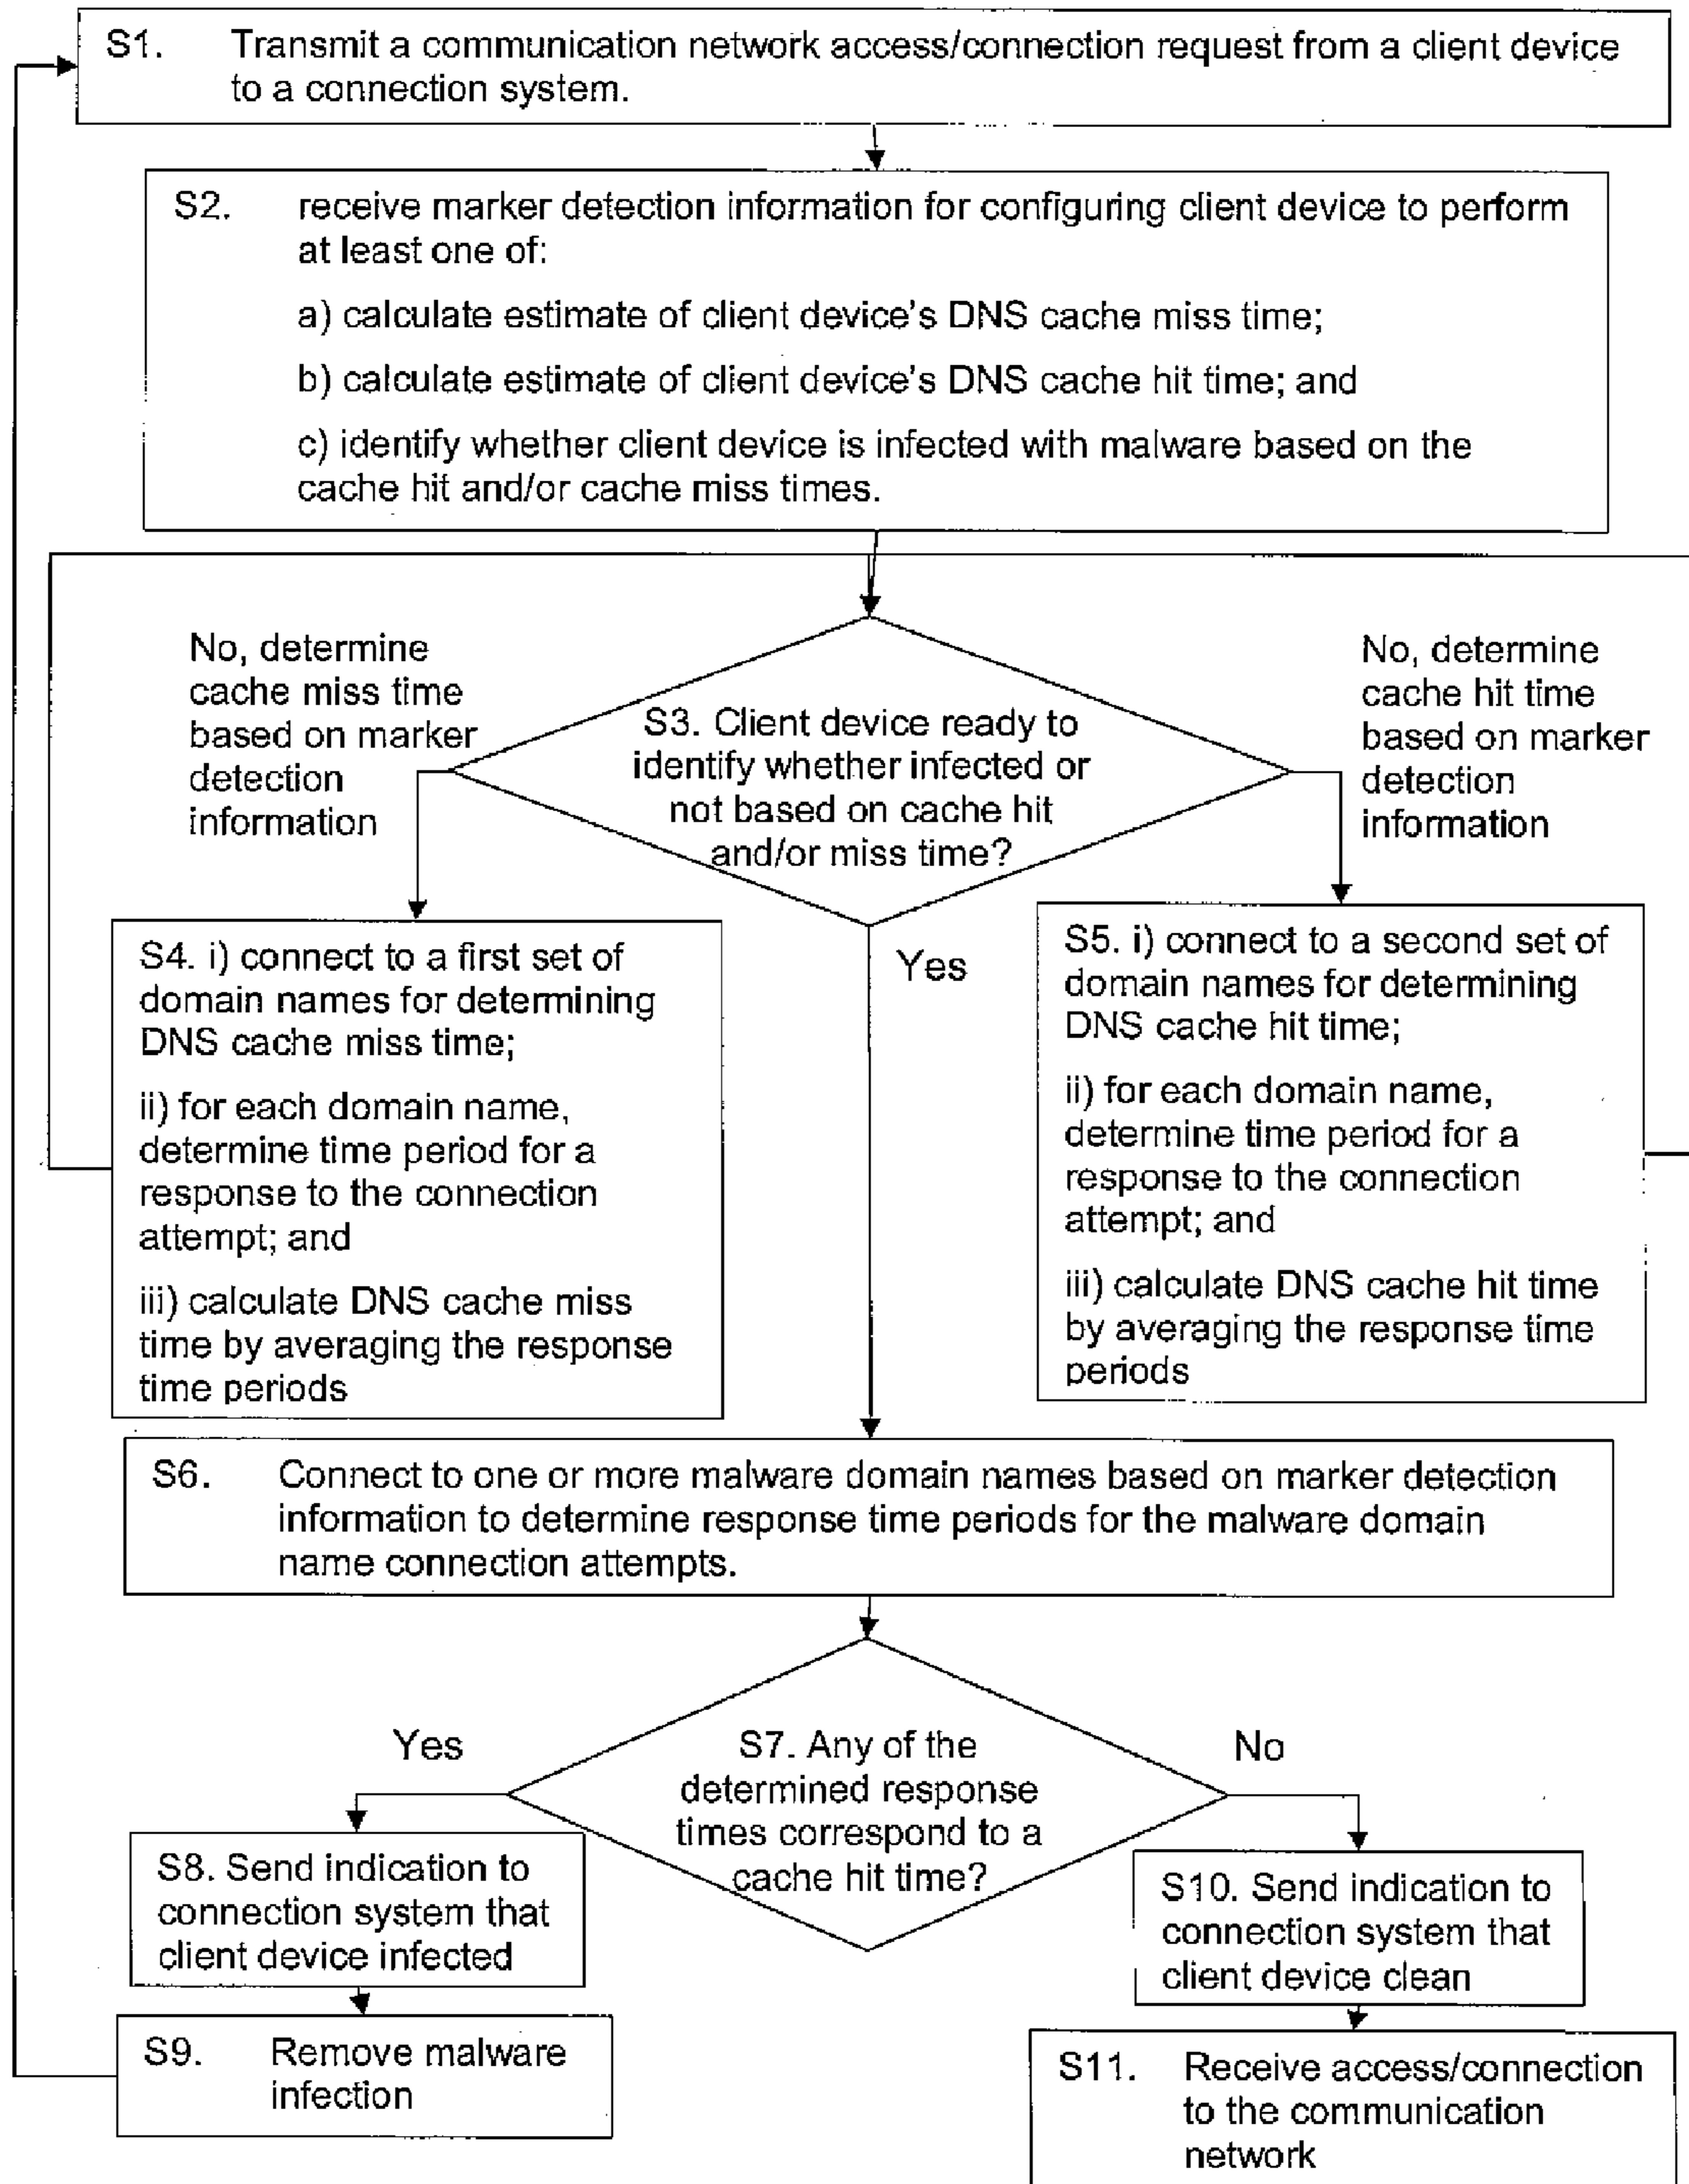 S1. Transmit a communication network access/connection request from a client device
to a connection system.
S2. receive marker detection information for configuring client device to perform
at least one of:
a) calculate estimate of client device's DNS cache miss time;
b) calculate estimate of client device's DNS cache hit time; and
c) identify whether client device is infected with malware based on the
cache hit and/or cache miss times.
No, determine
cache miss time
based on marker
detection
information
S3. Client device ready to
identify whether infected or
not based on cache hit
and/or miss time?
No, determine
cache hit time
based on marker
detection
information
Yes
S4. i) connect to a first set of
domain names for determining
DNS cache miss time;
ii) for each domain name,
determine time period for a
response to the connection
attempt; and
iii) calculate DNS cache miss
time by averaging the response
time periods
S5. i) connect to a second set of
domain names for determining
DNS cache hit time;
ii) for each domain name,
determine time period for a
response to the connection
attempt; and
iii) calculate DNS cache hit time
by averaging the response time
periods
S6. Connect to one or more malware domain names based on marker detection
information to determine response time periods for the malware domain
name connection attempts.
Yes
S7. Any of the
determined response
times correspond to a
cache hit time?
No
S8. Send indication to
connection system that
client device infected
S10. Send indication to
connection system that
client device clean
S9. Remove malware
infection
S11. Receive access/connection
to the communication
network